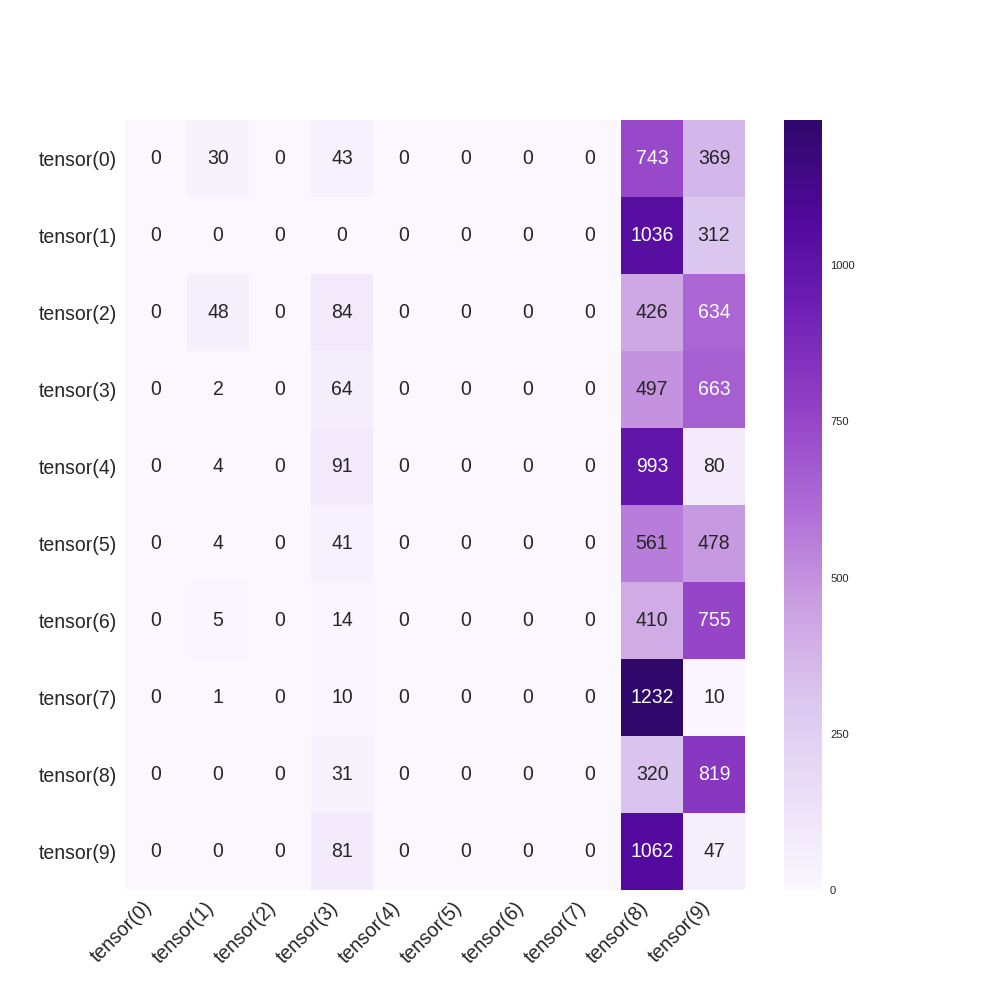 tensor(0) 0 30 0 43 0 0 0 0 743 369
tensor(1) 0 0 0 0 0 0 0 0 1036 312
1000
tensor(2) 0 48 0 84 0 0 0 0 426 634
tensor(3) 0 2 0 64 0 0 0 0 497 663
750
tensor(4) 0 4 0 91 0 0 0 0 993 80
tensor(5) 0 4 0 41 0 0 0 0 561 478
500
tensor(6) 0 5 0 14 0 0 0 0 410 755
tensor(7) 0 1 0 10 0 0 0 0 1232 10
250
tensor(8) 0 0 0 31 0 0 0 0 320 819
tensor(9) 0 0 0 81 0 0 0 0 1062 47
0
tensor(0) tensor(1) tensor(2) tensor(3) tensor(4) tensor(5) tensor(6) tensor(7) tensor(8) tensor(9)